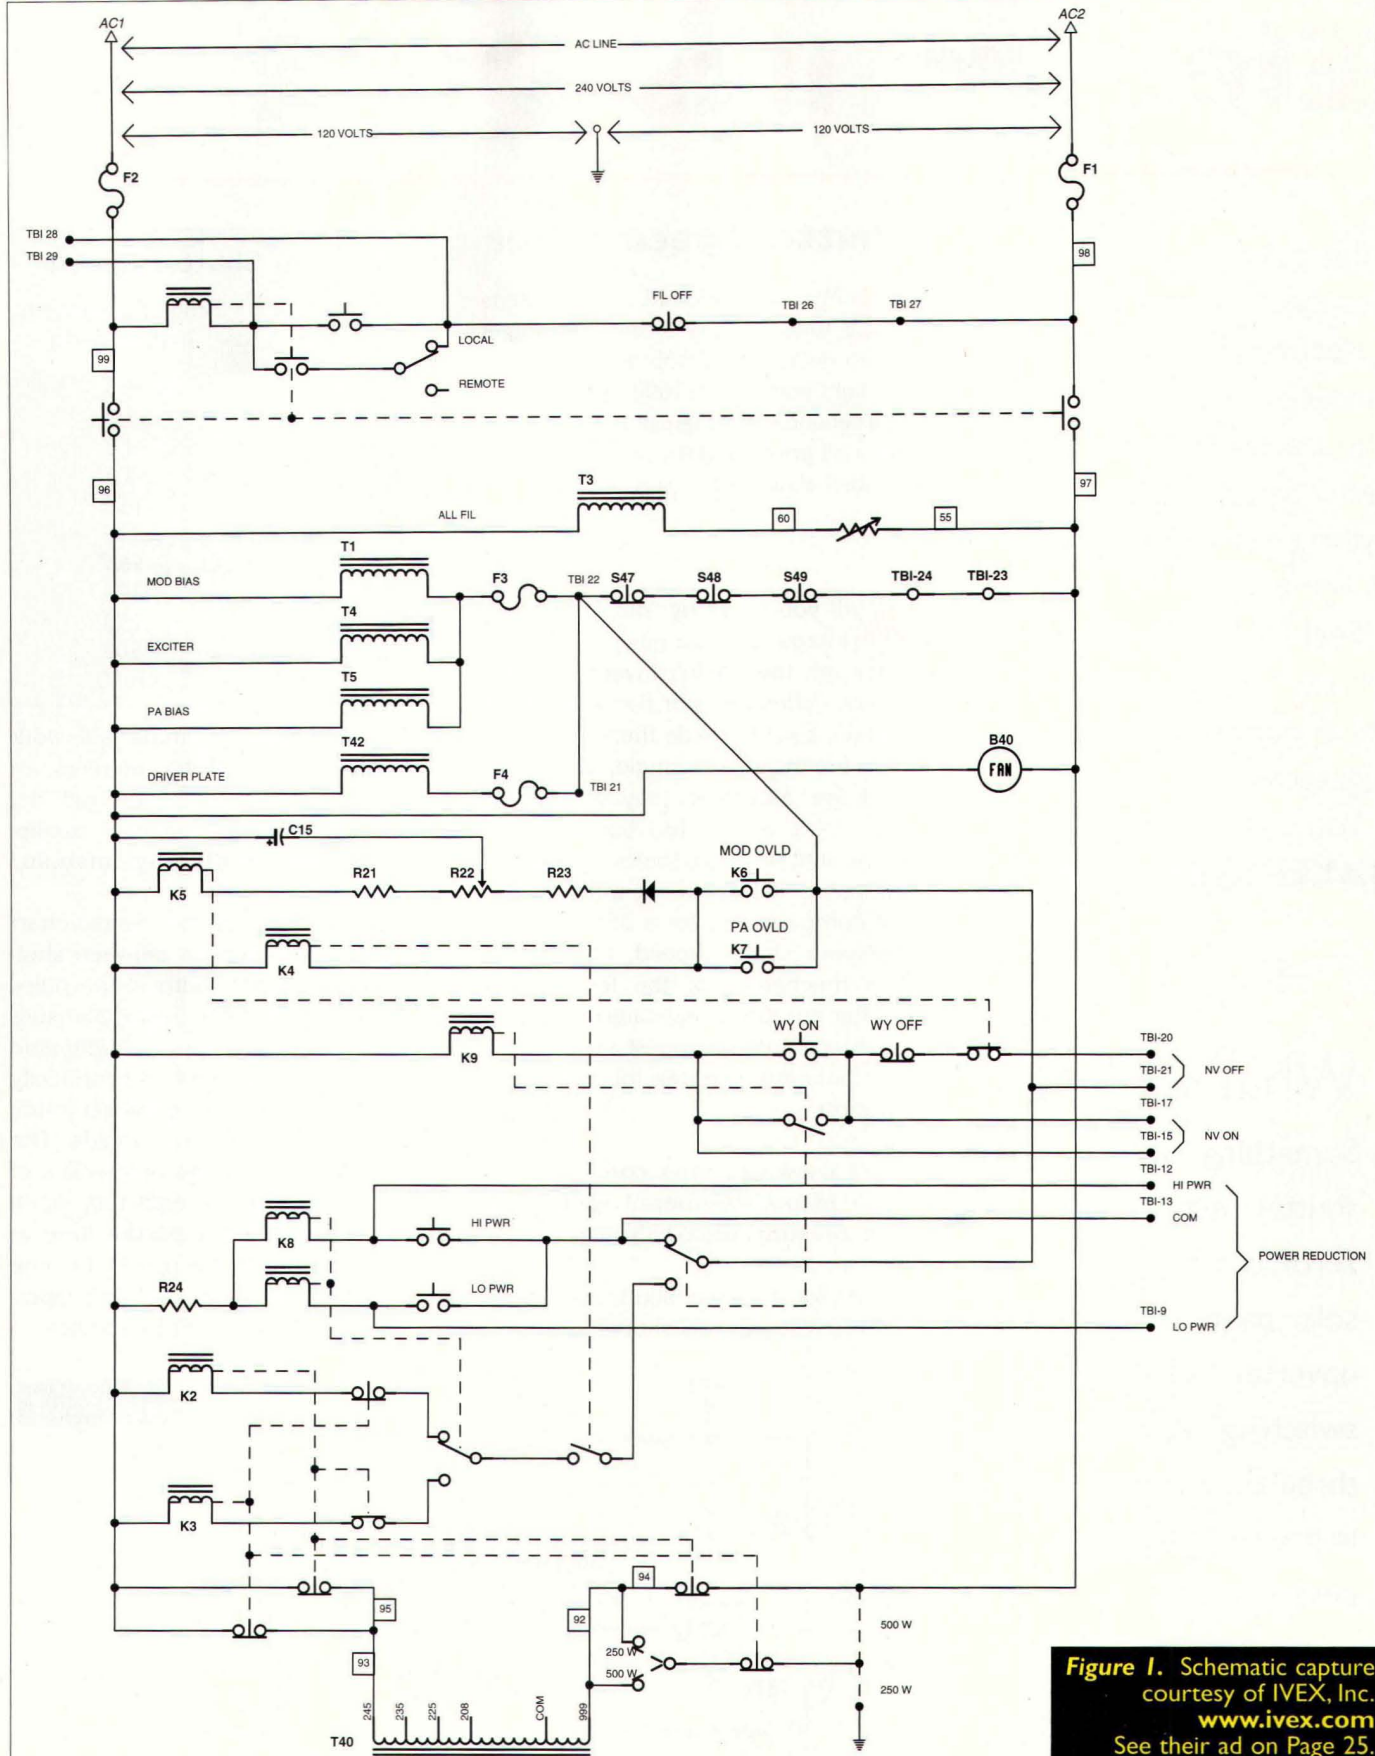 AC1
AC2
AC LINE
240 VOLTS
120 VOLTS
120 VOLTS
F2
F1
TBI 28
TBI 29
98
FIL OFF
TBI 26
TBI 27
LOCAL
99
REMOTE
96
T3
97
ALL FIL
60
55
T1
MOD BIAS
F3
TBI 22
S47
S48
S49
TBI-24
TBI-23
T4
EXCITER
T5
PA BIAS
T42
B40
DRIVER PLATE
F4
FAN
TBI 21
C15
MOD OVLD
K5
R21
R22
R23
K6
PA OVLD
K4
K7
WY ON
WY OFF
K9
TBI-20
TBI-21
NV OFF
TBI-17
TBI-15
NV ON
TBI-12
HI PWR
TBI-13
COM
K8
HI PWR
POWER REDUCTION
R24
LO PWR
TBI-9
LO PWR
K2
K3
94
95
92
500 W
250 W
93
500 W
250 W
245
235
225
208
COM
999
T40
Figure 1. Schematic capture
courtesy of IVEX, Inc.
www.ivex.com
See their ad on Page 25.